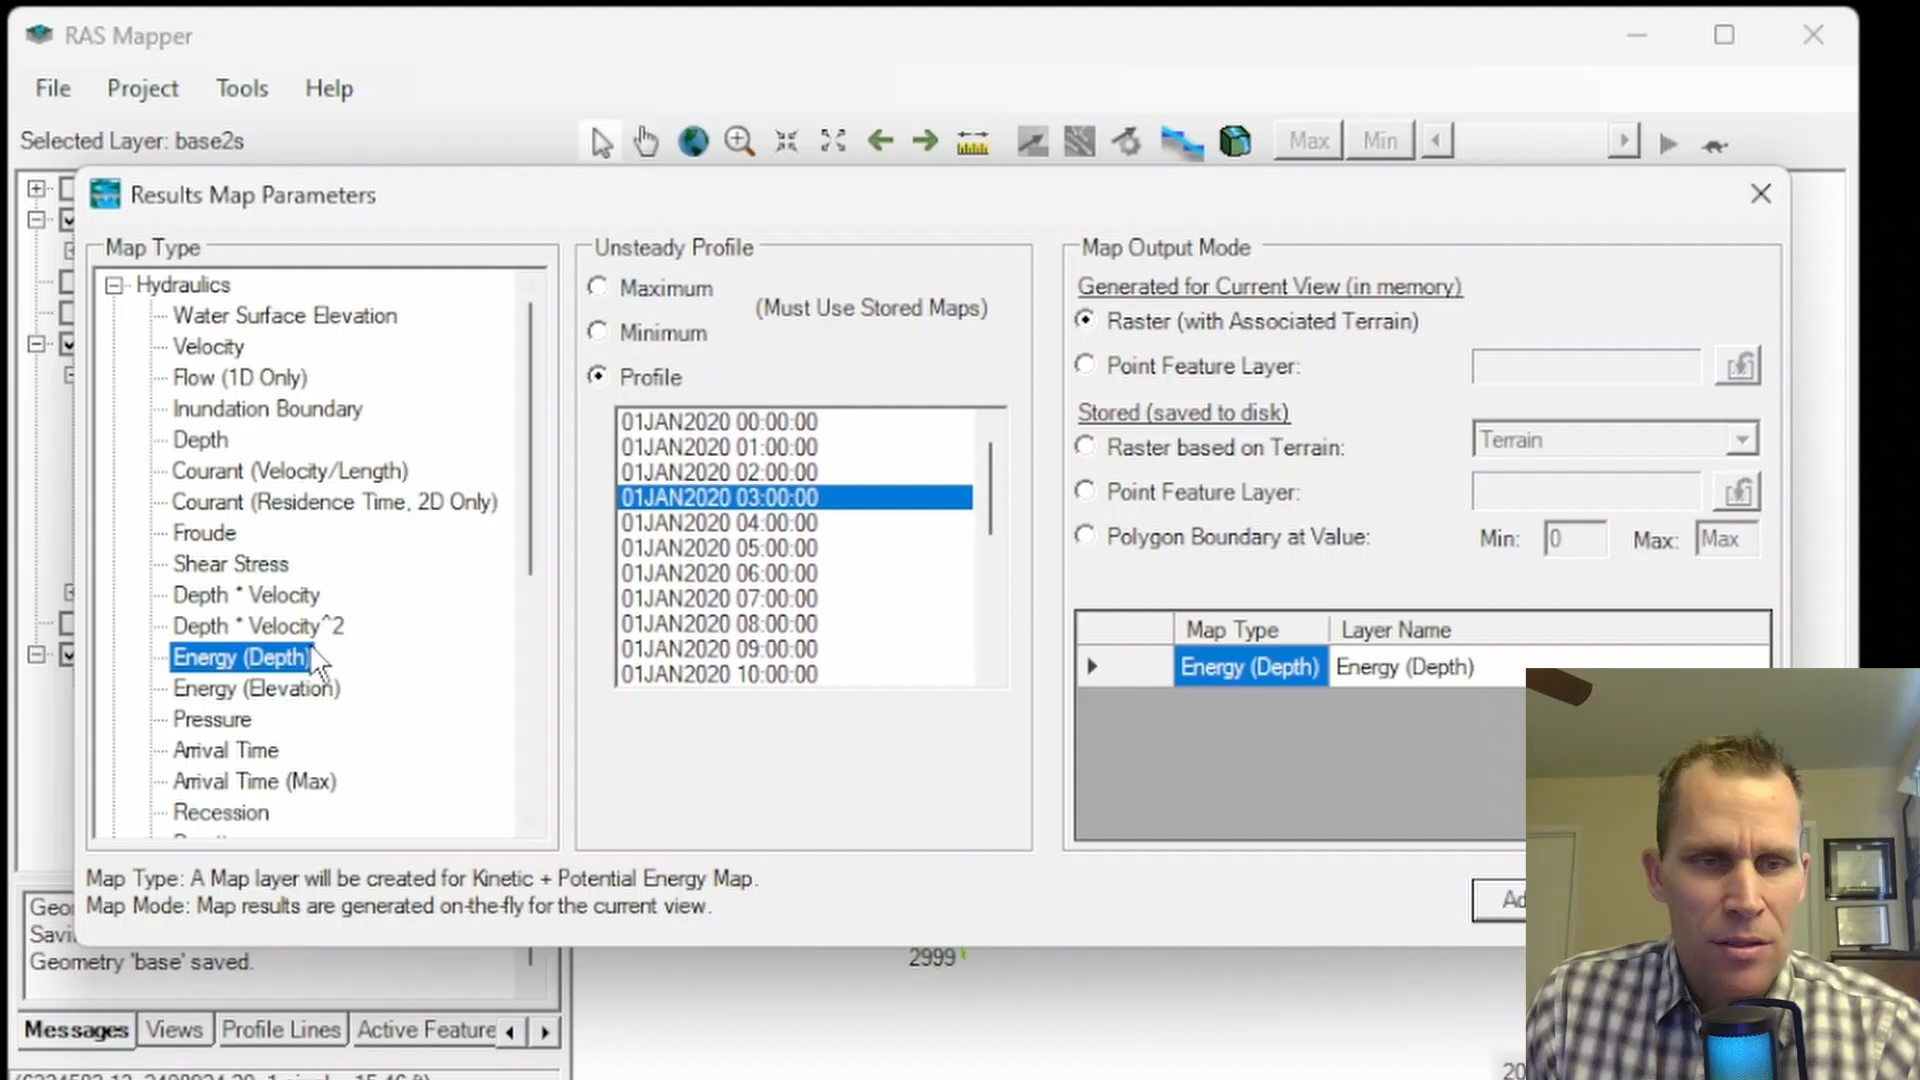 RAS Mapper
File Project Tools Help
Selected Layer: base2s
Max Min
Results Map Parameters
Map Type
Hydraulics
Water Surface Elevation
Velocity
Flow (1D Only)
Inundation Boundary
Depth
Courant (Velocity/Length)
Courant (Residence Time, 2D Only)
Froude
Shear Stress
Depth * Velocity
Depth * Velocity^2
Energy (Depth)
Energy (Elevation)
Pressure
Arrival Time
Arrival Time (Max)
Recession
Unsteady Profile
Maximum
(Must Use Stored Maps)
Minimum
Profile
01JAN2020 00:00:00
01JAN2020 01:00:00
01JAN2020 02:00:00
01JAN2020 03:00:00
01JAN2020 04:00:00
01JAN2020 05:00:00
01JAN2020 06:00:00
01JAN2020 07:00:00
01JAN2020 08:00:00
01JAN2020 09:00:00
01JAN2020 10:00:00
Map Output Mode
Generated for Current View (in memory)
Raster (with Associated Terrain)
Point Feature Layer:
Stored (saved to disk)
Raster based on Terrain: Terrain
Point Feature Layer:
Polygon Boundary at Value: Min: 0 Max: Max
Map Type Layer Name
Energy (Depth) Energy (Depth)
Map Type: A Map layer will be created for Kinetic + Potential Energy Map.
Map Mode: Map results are generated on-the-fly for the current view.
Ad
Geo
Savi
Geometry 'base' saved.
2999
Messages Views Profile Lines Active Feature
20